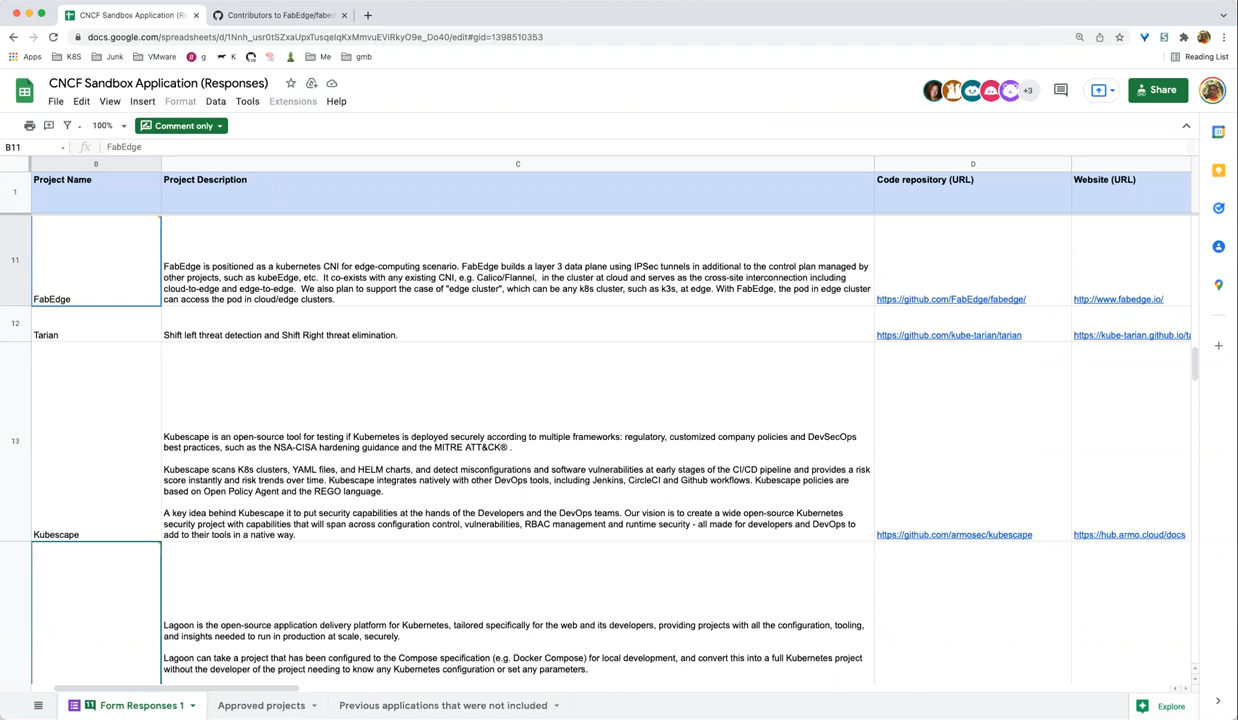 CNCF Sandbox Application (Re
Contributors to FabEdge/fabed
docs.google.com/spreadsheets/d/1Nnh_usr0tSZxaUpxTusqelqKxMmvuEViRkyO9e_Do40/edit#gid=1398510353
Apps K8S Junk VMware g K Me gmb Reading List
CNCF Sandbox Application (Responses)
File Edit View Insert Format Data Tools Extensions Help
+3
Share
100% Comment only
B11 fx FabEdge
B C D
1 Project Name Project Description Code repository (URL) Website (URL)
11
FabEdge is positioned as a kubernetes CNI for edge-computing scenario. FabEdge builds a layer 3 data plane using IPSec tunnels in additional to the control plan managed by
other projects, such as kubeEdge, etc. It co-exists with any existing CNI, e.g. Calico/Flannel, in the cluster at cloud and serves as the cross-site interconnection including
cloud-to-edge and edge-to-edge. We also plan to support the case of "edge cluster", which can be any k8s cluster, such as k3s, at edge. With FabEdge, the pod in edge cluster
FabEdge can access the pod in cloud/edge clusters. https://github.com/FabEdge/fabedge/ http://www.fabedge.io/
12
Tarian Shift left threat detection and Shift Right threat elimination. https://github.com/kube-tarian/tarian https://kube-tarian.github.io/ta
13
Kubescape is an open-source tool for testing if Kubernetes is deployed securely according to multiple frameworks: regulatory, customized company policies and DevSecOps
best practices, such as the NSA-CISA hardening guidance and the MITRE ATT&CK® .
Kubescape scans K8s clusters, YAML files, and HELM charts, and detect misconfigurations and software vulnerabilities at early stages of the CI/CD pipeline and provides a risk
score instantly and risk trends over time. Kubescape integrates natively with other DevOps tools, including Jenkins, CircleCI and Github workflows. Kubescape policies are
based on Open Policy Agent and the REGO language.
A key idea behind Kubescape it to put security capabilities at the hands of the Developers and the DevOps teams. Our vision is to create a wide open-source Kubernetes
security project with capabilities that will span across configuration control, vulnerabilities, RBAC management and runtime security - all made for developers and DevOps to
Kubescape add to their tools in a native way. https://github.com/armosec/kubescape https://hub.armo.cloud/docs
Lagoon is the open-source application delivery platform for Kubernetes, tailored specifically for the web and its developers, providing projects with all the configuration, tooling,
and insights needed to run in production at scale, securely.
Lagoon can take a project that has been configured to the Compose specification (e.g. Docker Compose) for local development, and convert this into a full Kubernetes project
without the developer of the project needing to know any Kubernetes configuration or set any parameters.
11 Form Responses 1 Approved projects Previous applications that were not included Explore